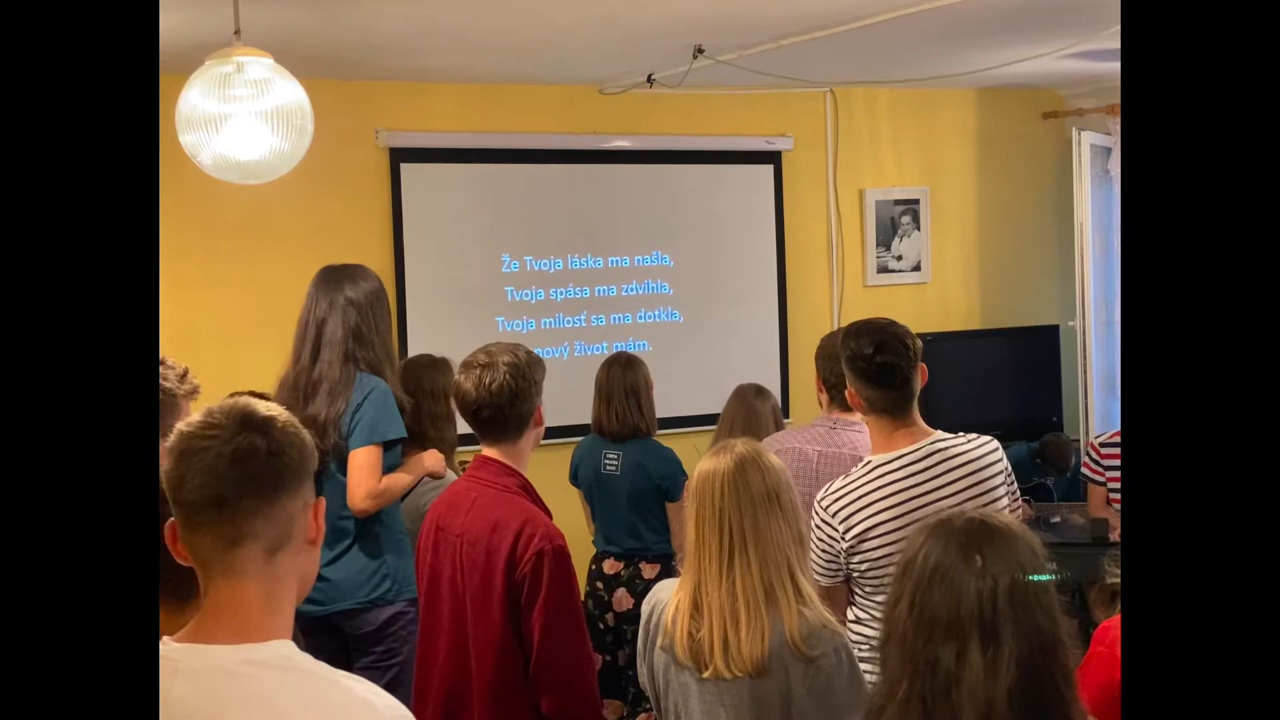 Že Tvoja láska ma našla,
Tvoja spása ma zdvihla,
Tvoja milosť sa ma dotkla,
nový život mám.